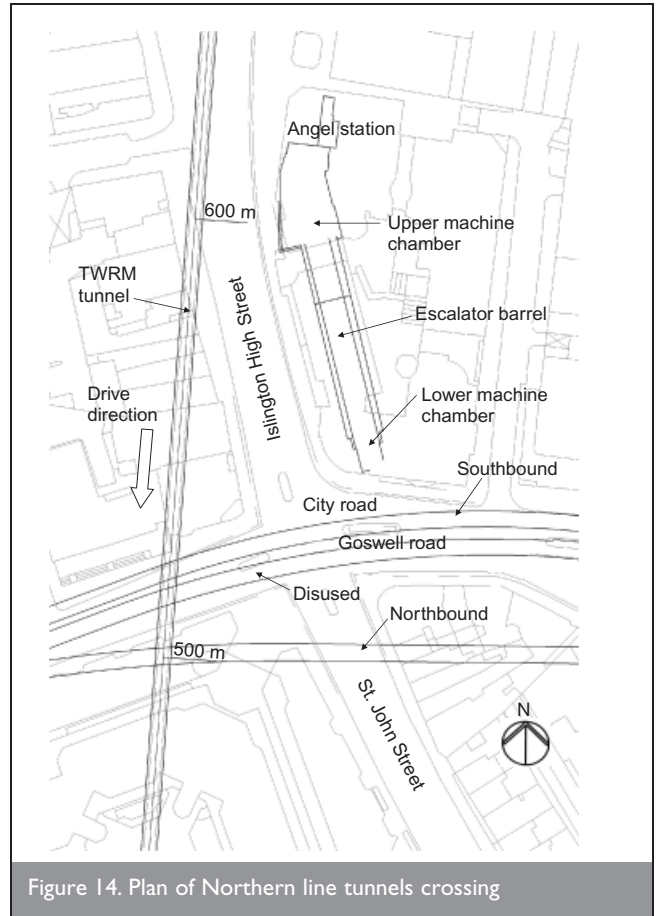 Angel station
600 m
Upper machine
chamber
TWRM
tunnel
Islington High Street
Escalator barrel
Drive
direction
Lower machine
chamber
Southbound
City road
Goswell road
Disused
Northbound
500 m
St. John Street
N
Figure 14. Plan of Northern line tunnels crossing